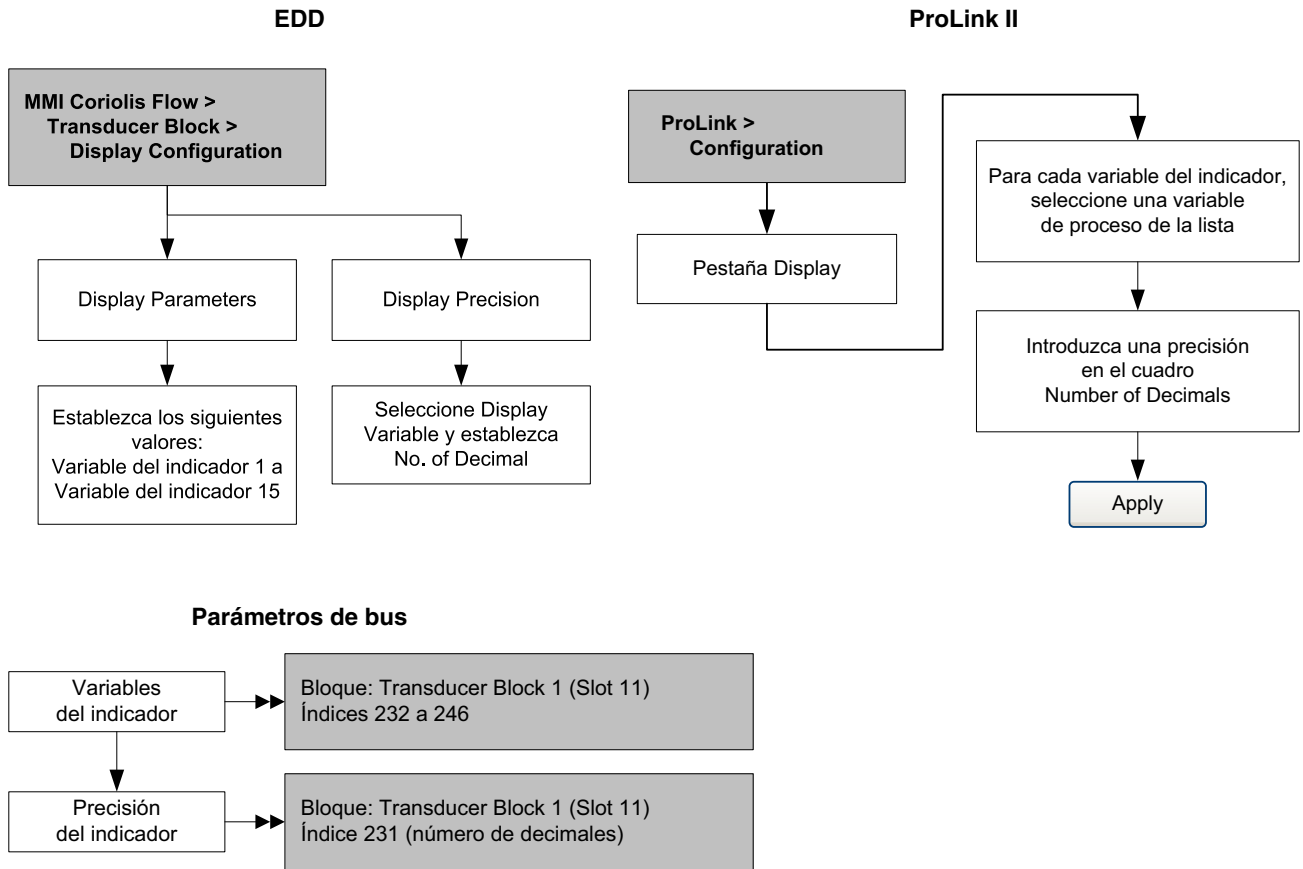 EDD
MMI Coriolis Flow >
Transducer Block >
Display Configuration
Display Parameters
Display Precision
Establezca los siguientes
valores:
Variable del indicador 1 a
Variable del indicador 15
Seleccione Display
Variable y establezca
No. of Decimal
ProLink II
ProLink >
Configuration
Pestaña Display
Para cada variable del indicador,
seleccione una variable
de proceso de la lista
Introduzca una precisión
en el cuadro
Number of Decimals
Apply
Parámetros de bus
Variables
del indicador
Bloque: Transducer Block 1 (Slot 11)
Índices 232 a 246
Precisión
del indicador
Bloque: Transducer Block 1 (Slot 11)
Índice 231 (número de decimales)